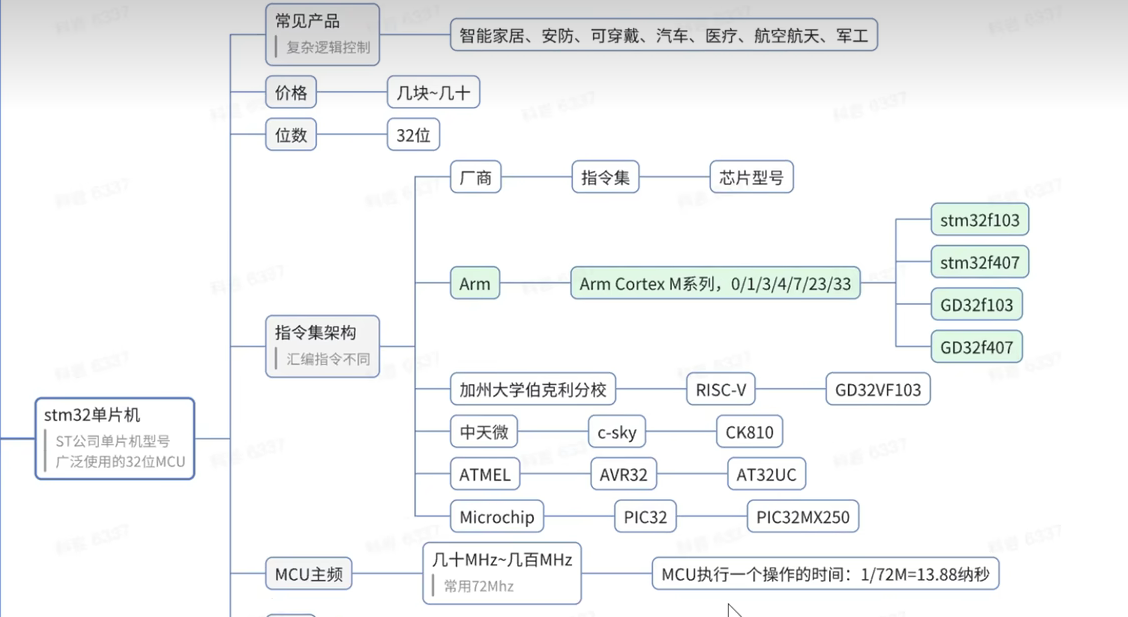 常见产品
复杂逻辑控制
智能家居、安防、可穿戴、汽车、医疗、航空航天、军工
价格
几块~几十
位数
32位
厂商
指令集
芯片型号
stm32f103
stm32f407
Arm
Arm Cortex M系列，0/1/3/4/7/23/33
GD32f103
GD32f407
指令集架构
汇编指令不同
加州大学伯克利分校
RISC-V
GD32VF103
stm32单片机
ST公司单片机型号
广泛使用的32位MCU
中天微
c-sky
CK810
ATMEL
AVR32
AT32UC
Microchip
PIC32
PIC32MX250
MCU主频
几十MHz~几百MHz
常用72Mhz
MCU执行一个操作的时间：1/72M=13.88纳秒